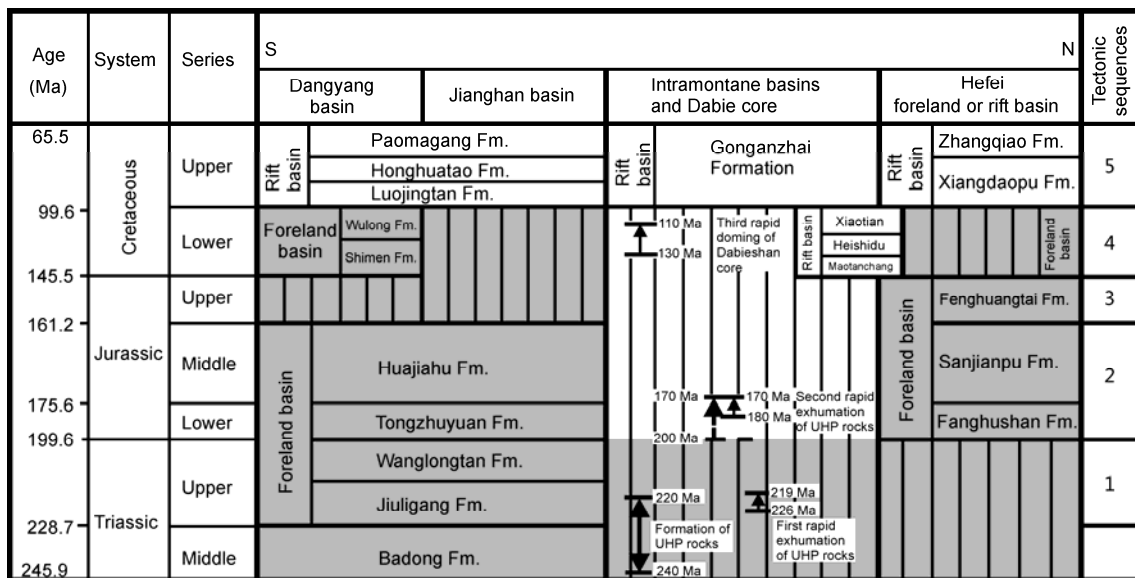 Age
(Ma)
System
Series
S
N
Tectonic
sequences
Dangyang
basin
Jianghan basin
Intramontane basins
and Dabie core
Hefei
foreland or rift basin
65.5
99.6
145.5
161.2
175.6
199.6
228.7
245.9
Cretaceous
Jurassic
Triassic
Upper
Lower
Upper
Middle
Lower
Upper
Middle
Rift
basin
Paomagang Fm.
Honghuatao Fm.
Luojingtan Fm.
Foreland
basin
Wulong Fm.
Shimen Fm.
Foreland basin
Huajiahu Fm.
Tongzhuyuan Fm.
Wanglongtan Fm.
Jiuligang Fm.
Badong Fm.
Rift
basin
Gonganzhai
Formation
110 Ma
130 Ma
Third rapid
doming of
Dabieshan
core
Rift basin
Xiaotian
Heishidu
Maotanchang
170 Ma
170 Ma
180 Ma
200 Ma
Second rapid
exhumation
of UHP rocks
220 Ma
240 Ma
Formation of
UHP rocks
219 Ma
226 Ma
First rapid
exhumation
of UHP rocks
Rift
basin
Zhangqiao Fm.
Xiangdaopu Fm.
Foreland
basin
Foreland basin
Fenghuangtai Fm.
Sanjianpu Fm.
Fanghushan Fm.
5
4
3
2
1